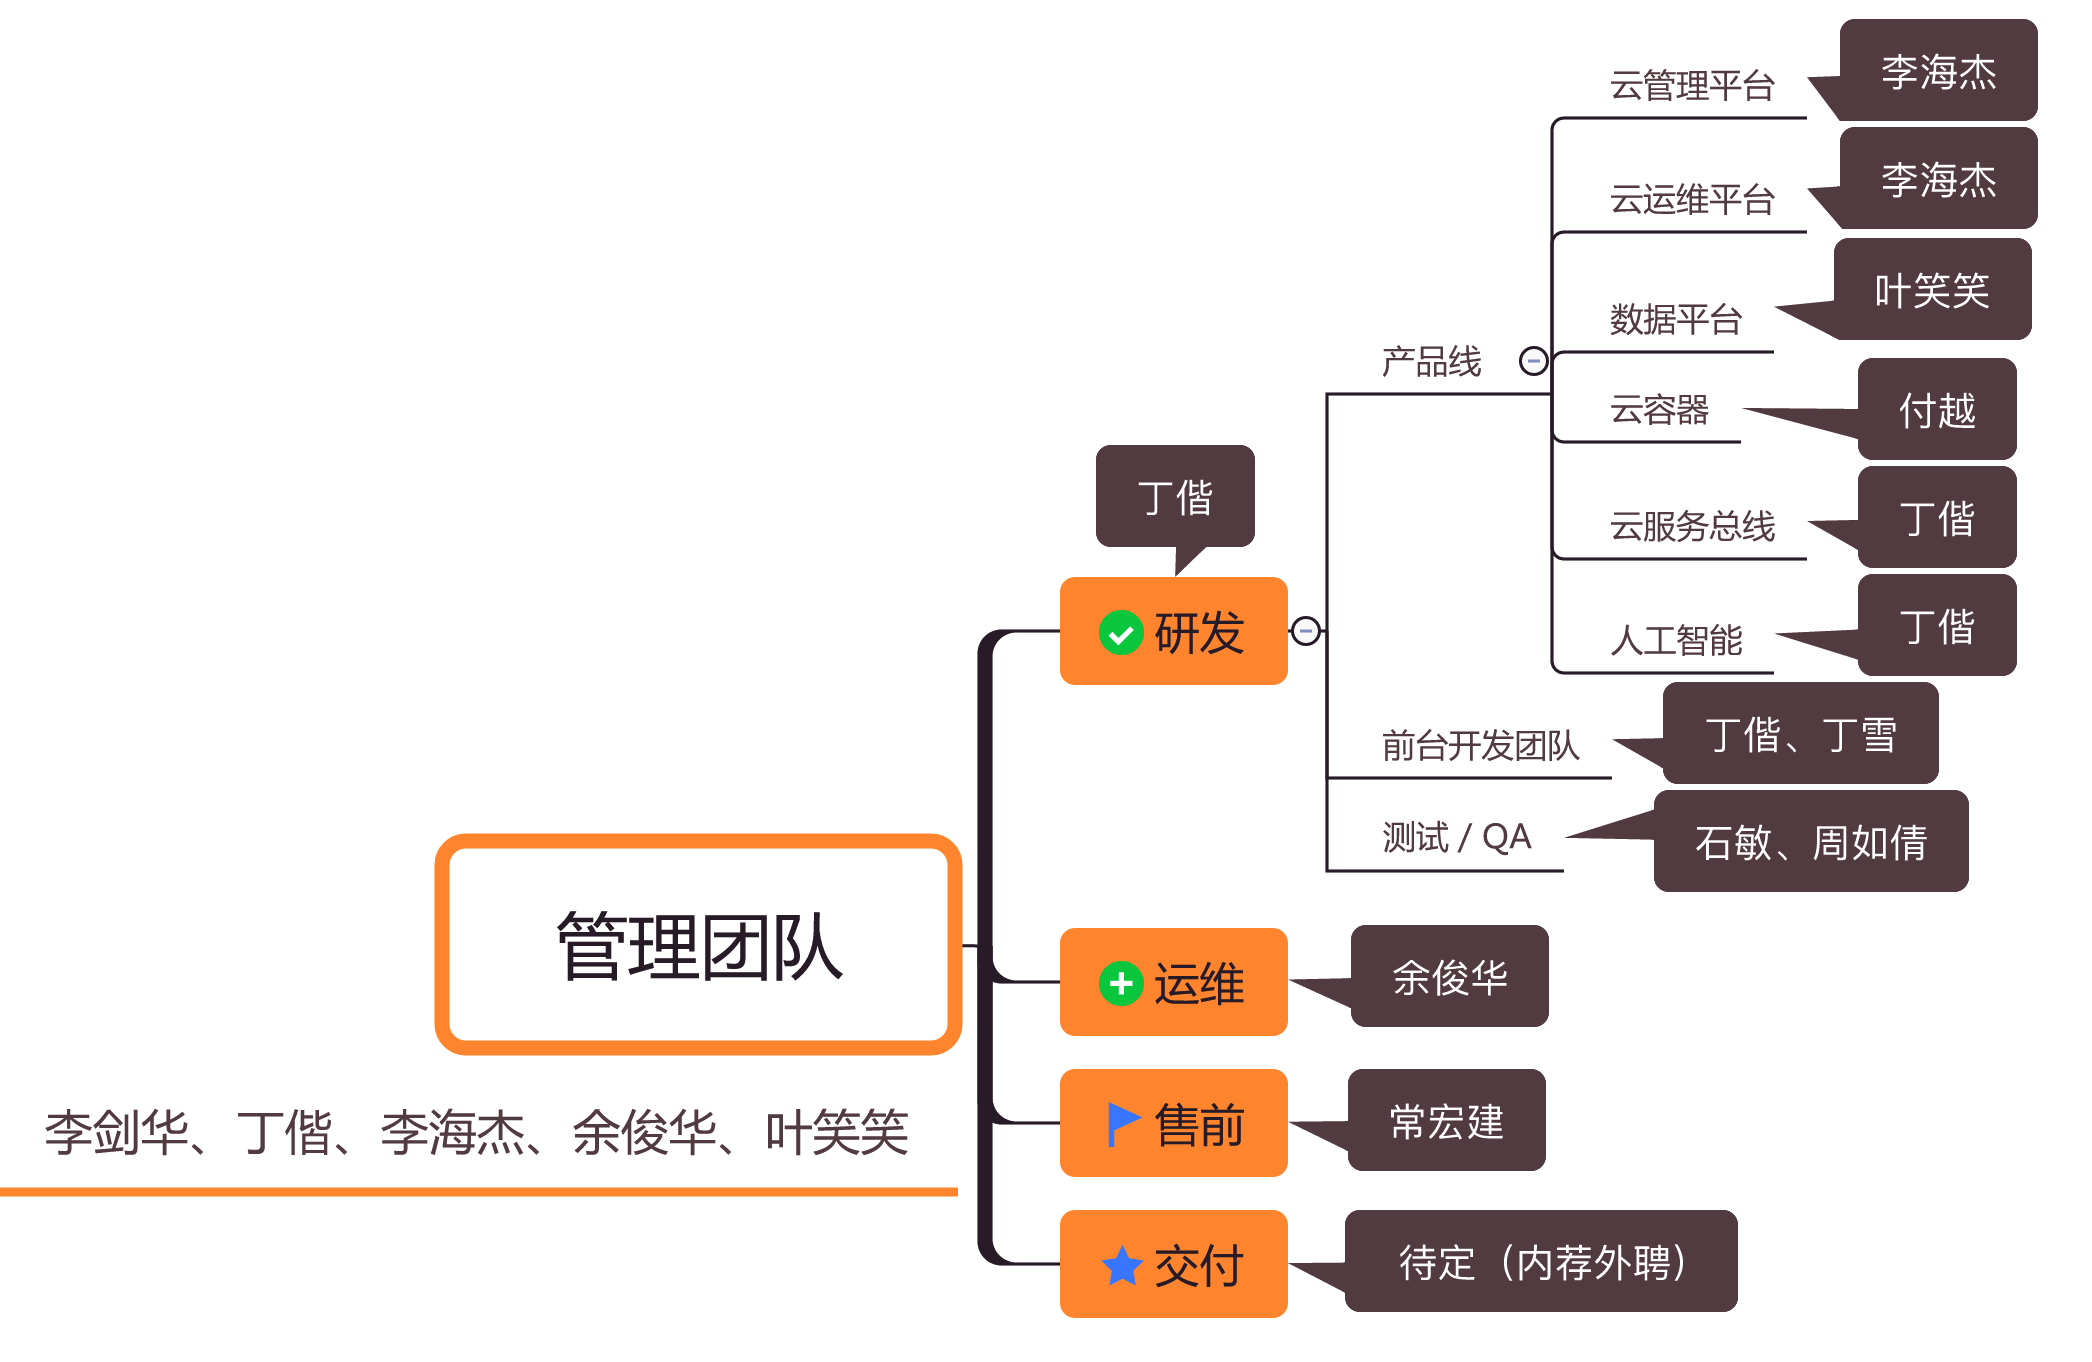 云管理平台
李海杰
云运维平台
李海杰
数据平台
叶笑笑
产品线
云容器
付越
丁偕
云服务总线
丁偕
研发
人工智能
丁偕
前台开发团队
丁偕、丁雪
测试 / QA
石敏、周如倩
管理团队
运维
余俊华
李剑华、丁偕、李海杰、余俊华、叶笑笑
售前
常宏建
交付
待定（内荐外聘）